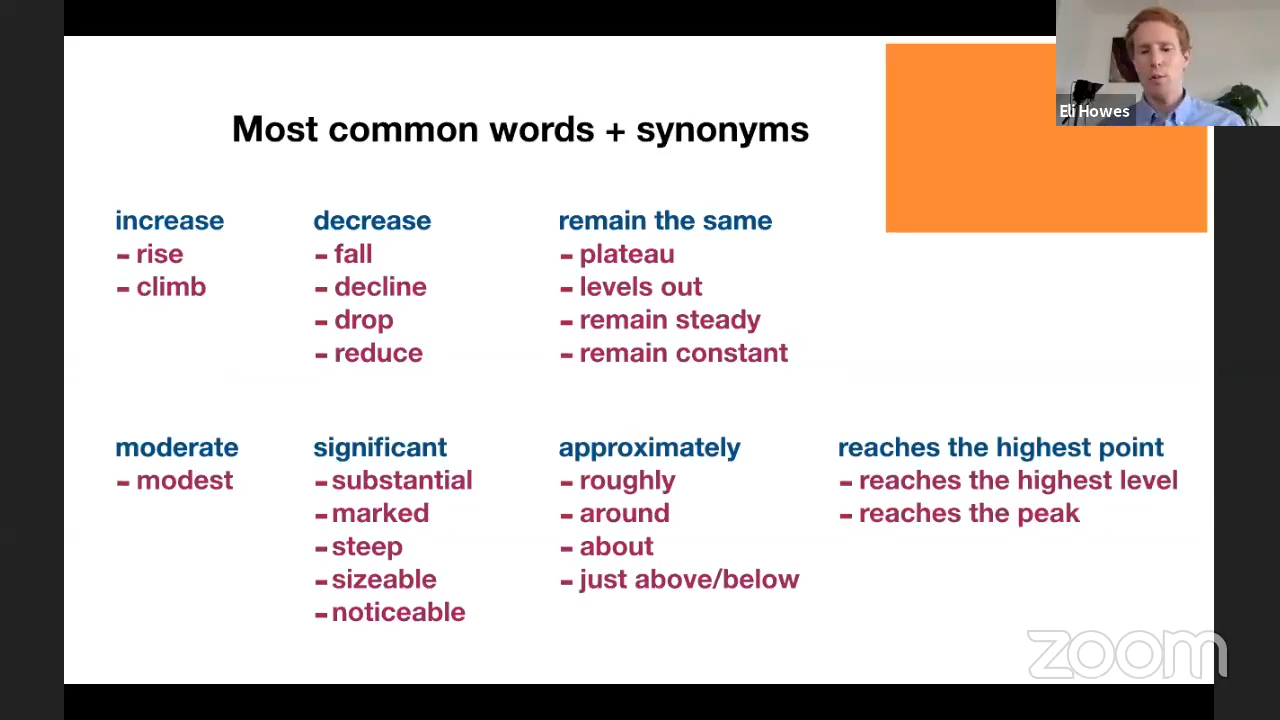 Eli Howes
Most common words + synonyms
increase
- rise
- climb
decrease
- fall
- decline
- drop
- reduce
remain the same
- plateau
- levels out
- remain steady
- remain constant
moderate
- modest
significant
- substantial
- marked
- steep
- sizeable
- noticeable
approximately
- roughly
- around
- about
- just above/below
reaches the highest point
- reaches the highest level
- reaches the peak
zoom